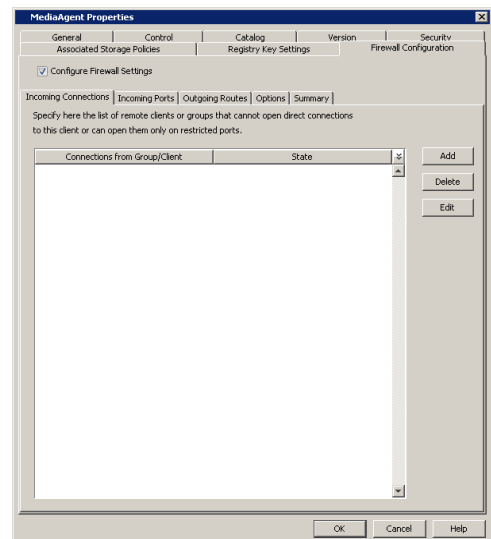 MediaAgent Properties
General Control Catalog Version Security
Associated Storage Policies Registry Key Settings Firewall Configuration
Configure Firewall Settings
Incoming Connections Incoming Ports Outgoing Routes Options Summary
Specify here the list of remote clients or groups that cannot open direct connections
to this client or can open them only on restricted ports.
Connections from Group/Client State
Add
Delete
Edit
OK Cancel Help